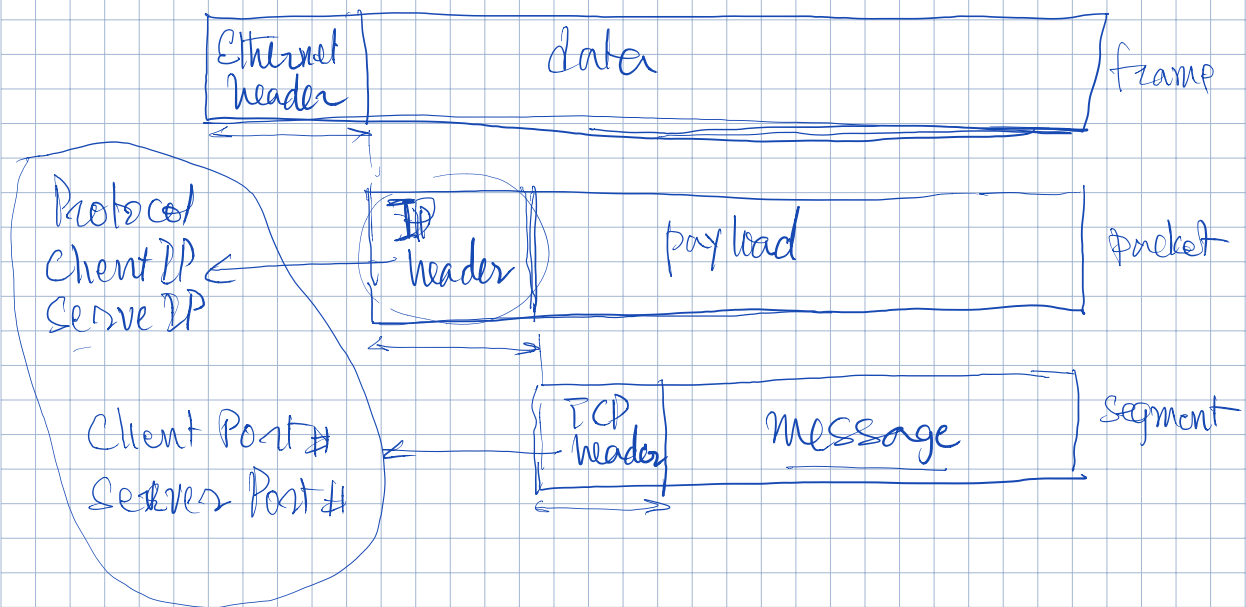 Ethernet
header
data
frame
Protocol
Client IP
Serve IP
IP
header
payload
packet
Client Port#
Server Port#
TCP
header
message
segment